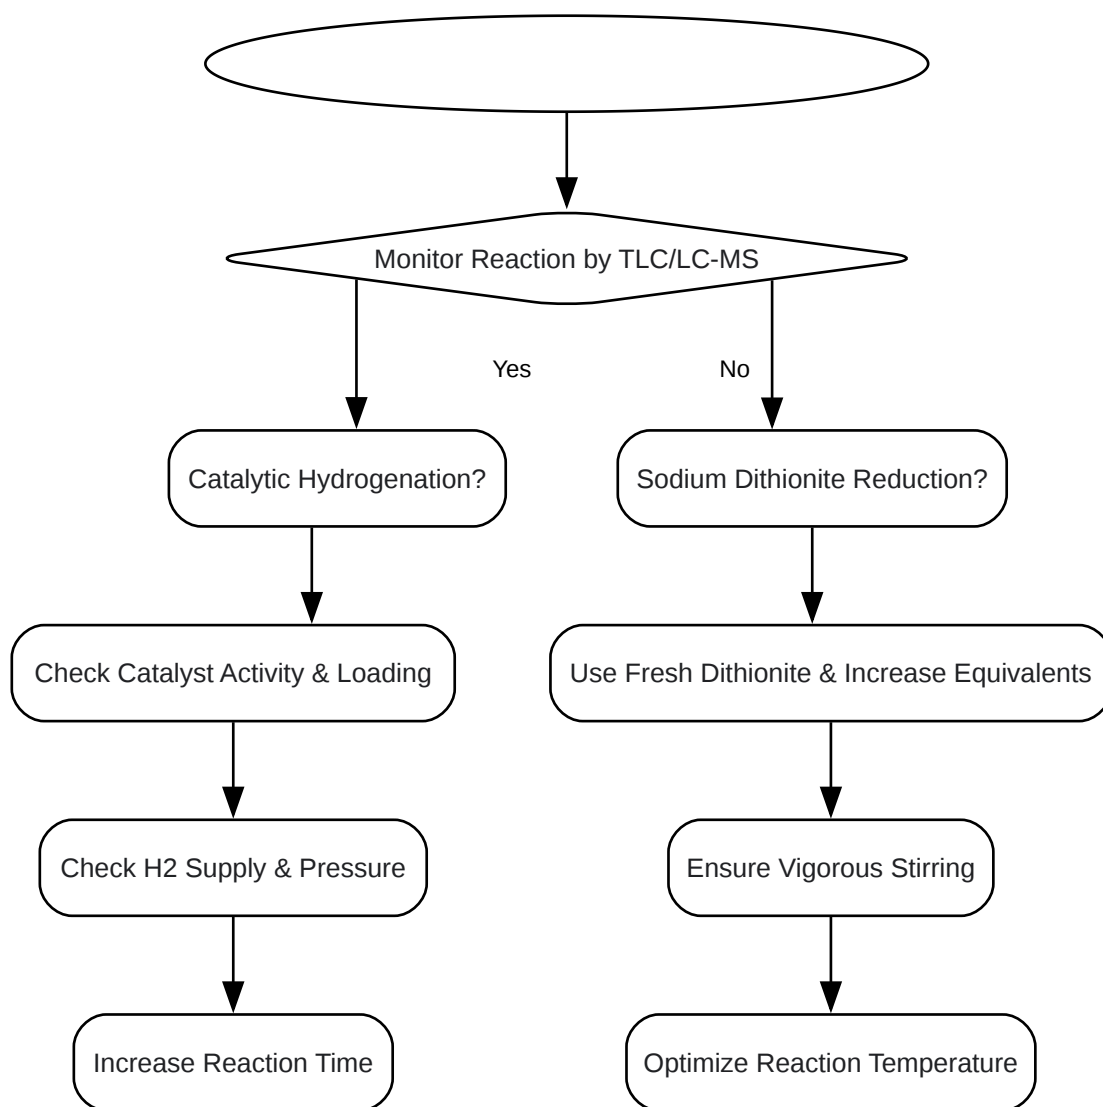 Monitor Reaction by TLC/LC-MS
Yes
No
Catalytic Hydrogenation?
Sodium Dithionite Reduction?
Check Catalyst Activity & Loading
Use Fresh Dithionite & Increase Equivalents
Check H2 Supply & Pressure
Ensure Vigorous Stirring
Increase Reaction Time
Optimize Reaction Temperature